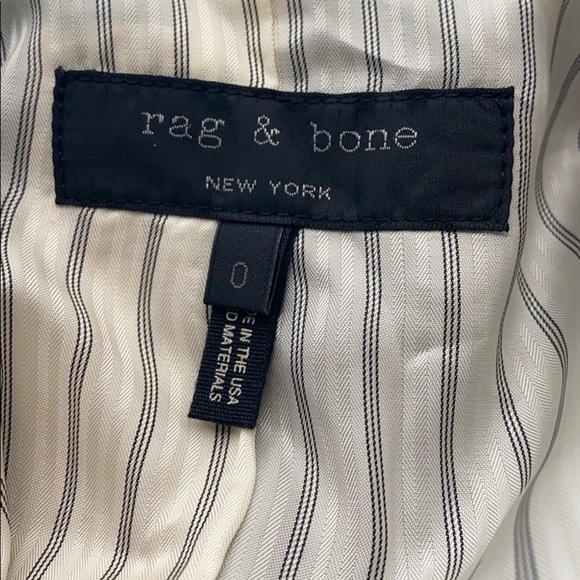 rag & bone
NEW YORK
0
IN THE USA
MATERIALS